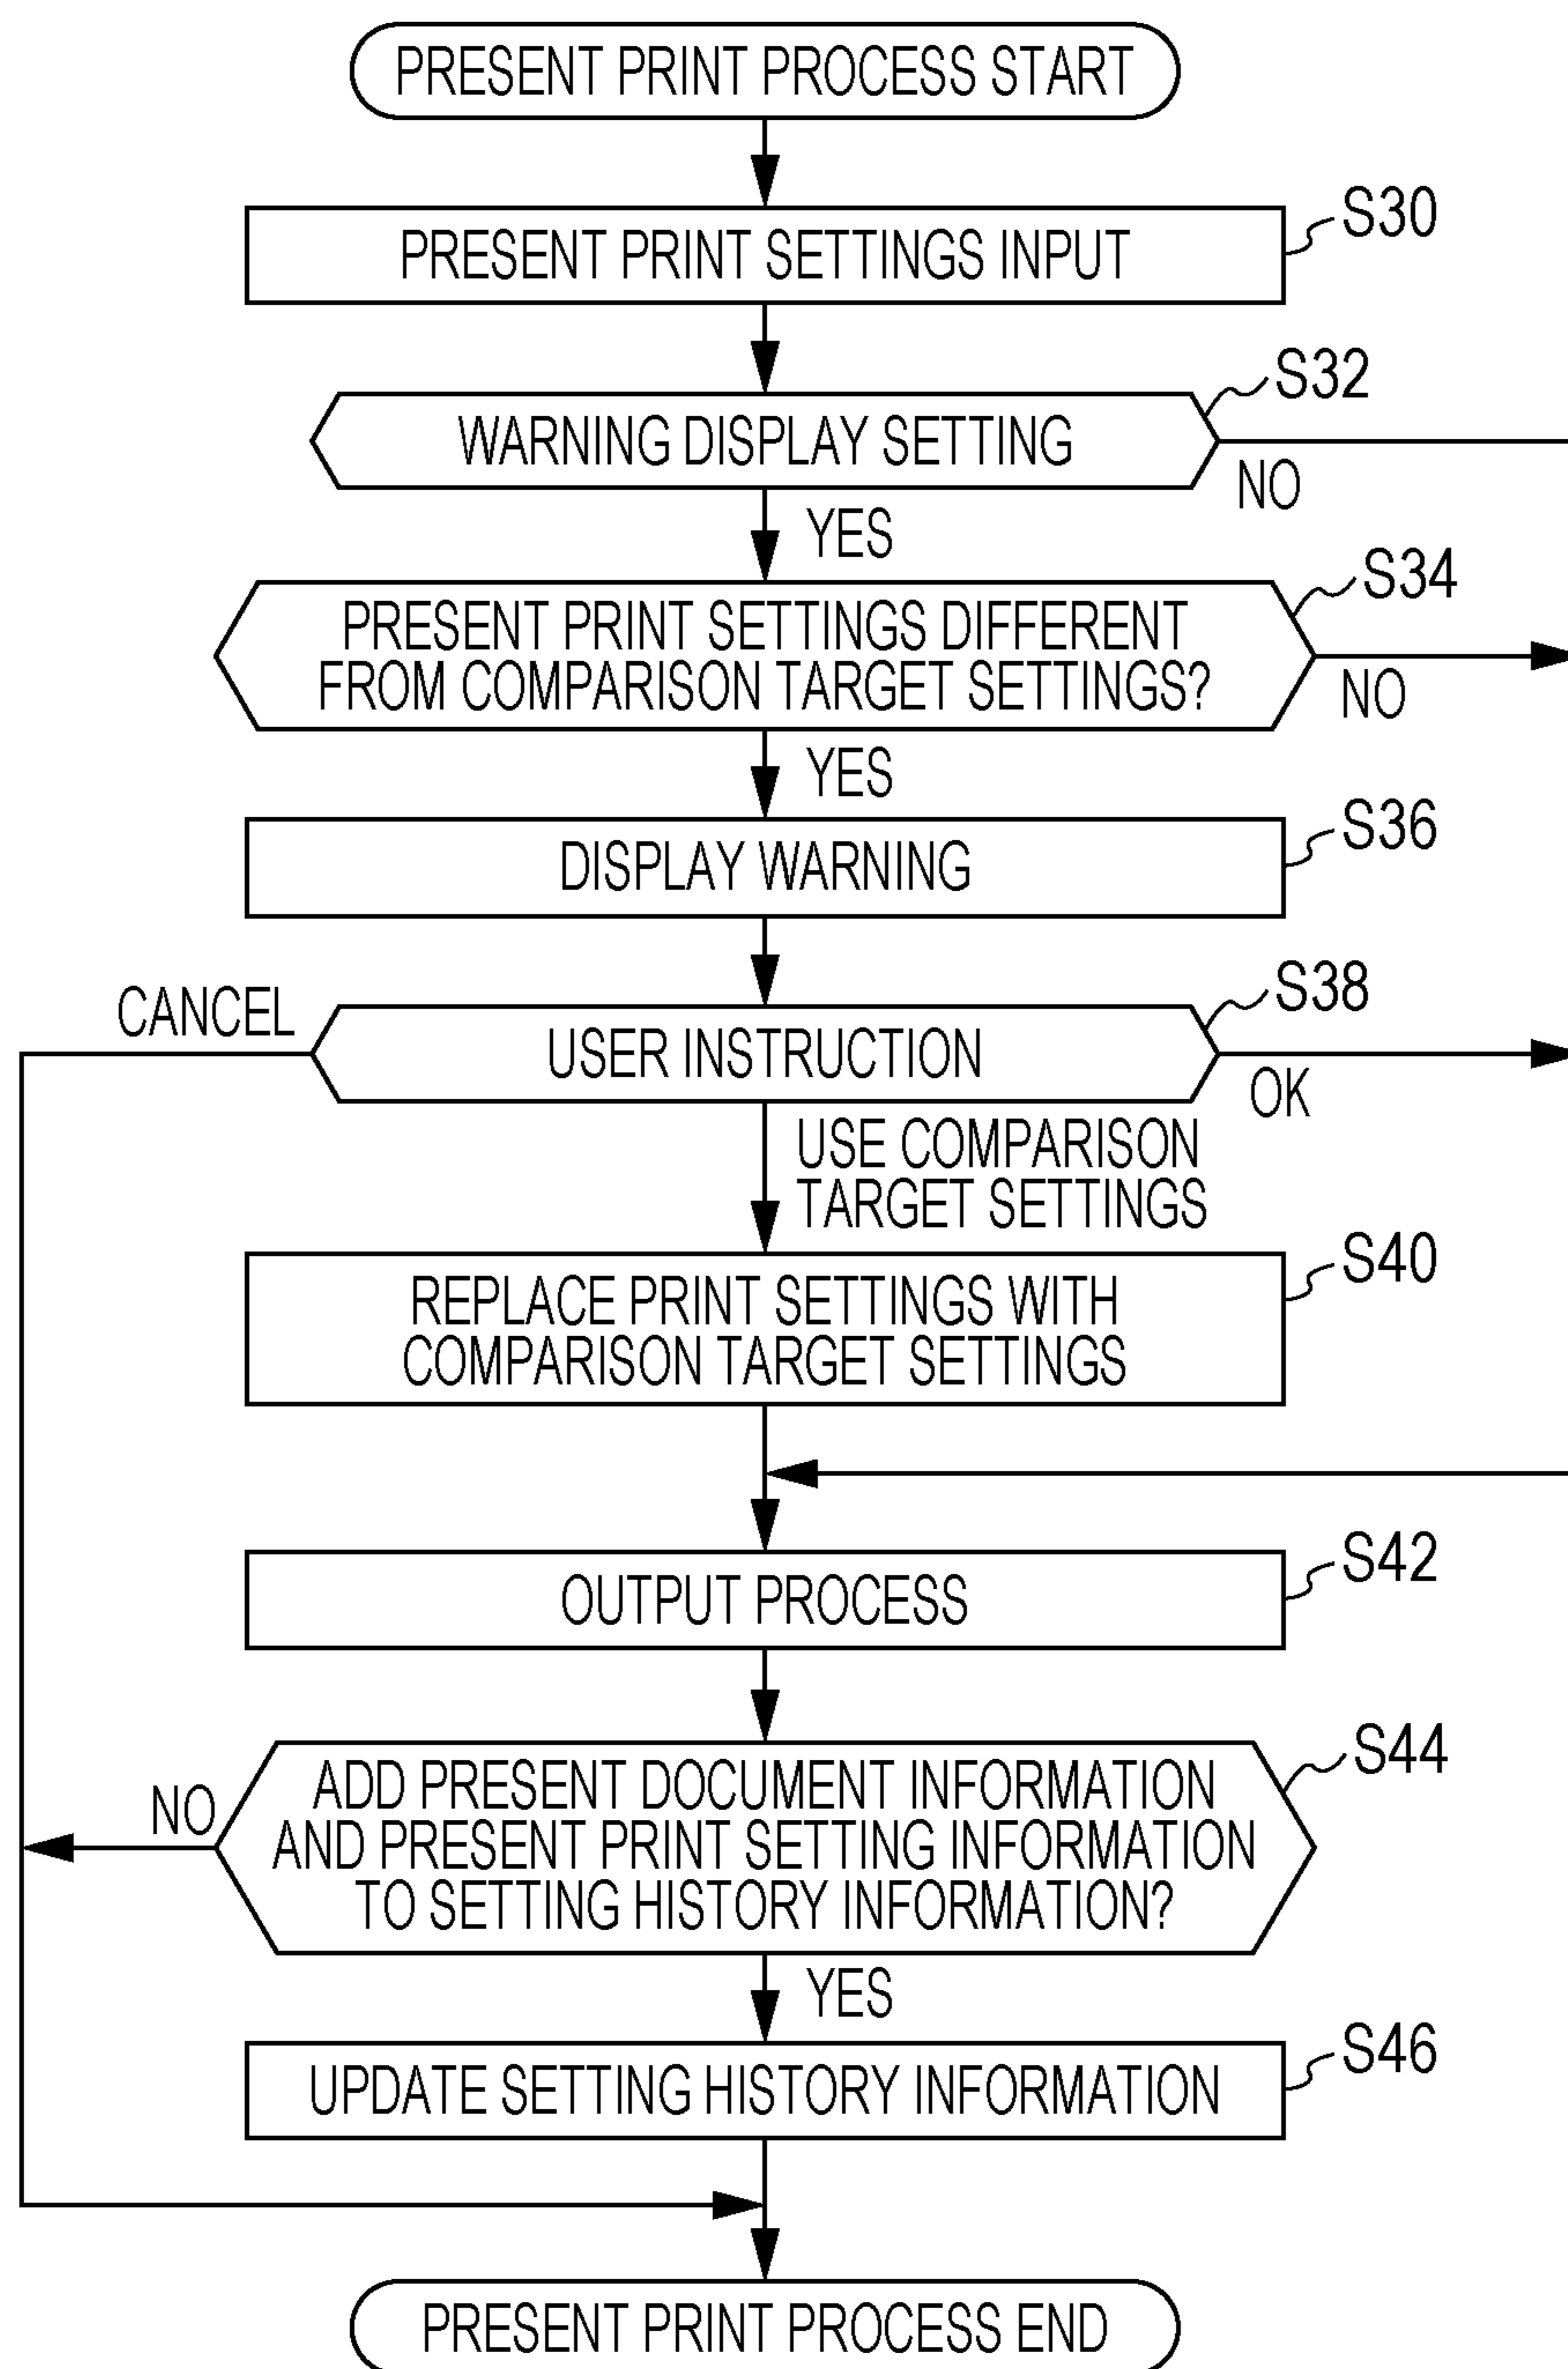 PRESENT PRINT PROCESS START
S30
PRESENT PRINT SETTINGS INPUT
S32
WARNING DISPLAY SETTING
NO
YES
S34
PRESENT PRINT SETTINGS DIFFERENT
FROM COMPARISON TARGET SETTINGS?
NO
YES
S36
DISPLAY WARNING
S38
CANCEL
USER INSTRUCTION
OK
USE COMPARISON
TARGET SETTINGS
S40
REPLACE PRINT SETTINGS WITH
COMPARISON TARGET SETTINGS
S42
OUTPUT PROCESS
S44
ADD PRESENT DOCUMENT INFORMATION
NO
AND PRESENT PRINT SETTING INFORMATION
TO SETTING HISTORY INFORMATION?
YES
S46
UPDATE SETTING HISTORY INFORMATION
PRESENT PRINT PROCESS END